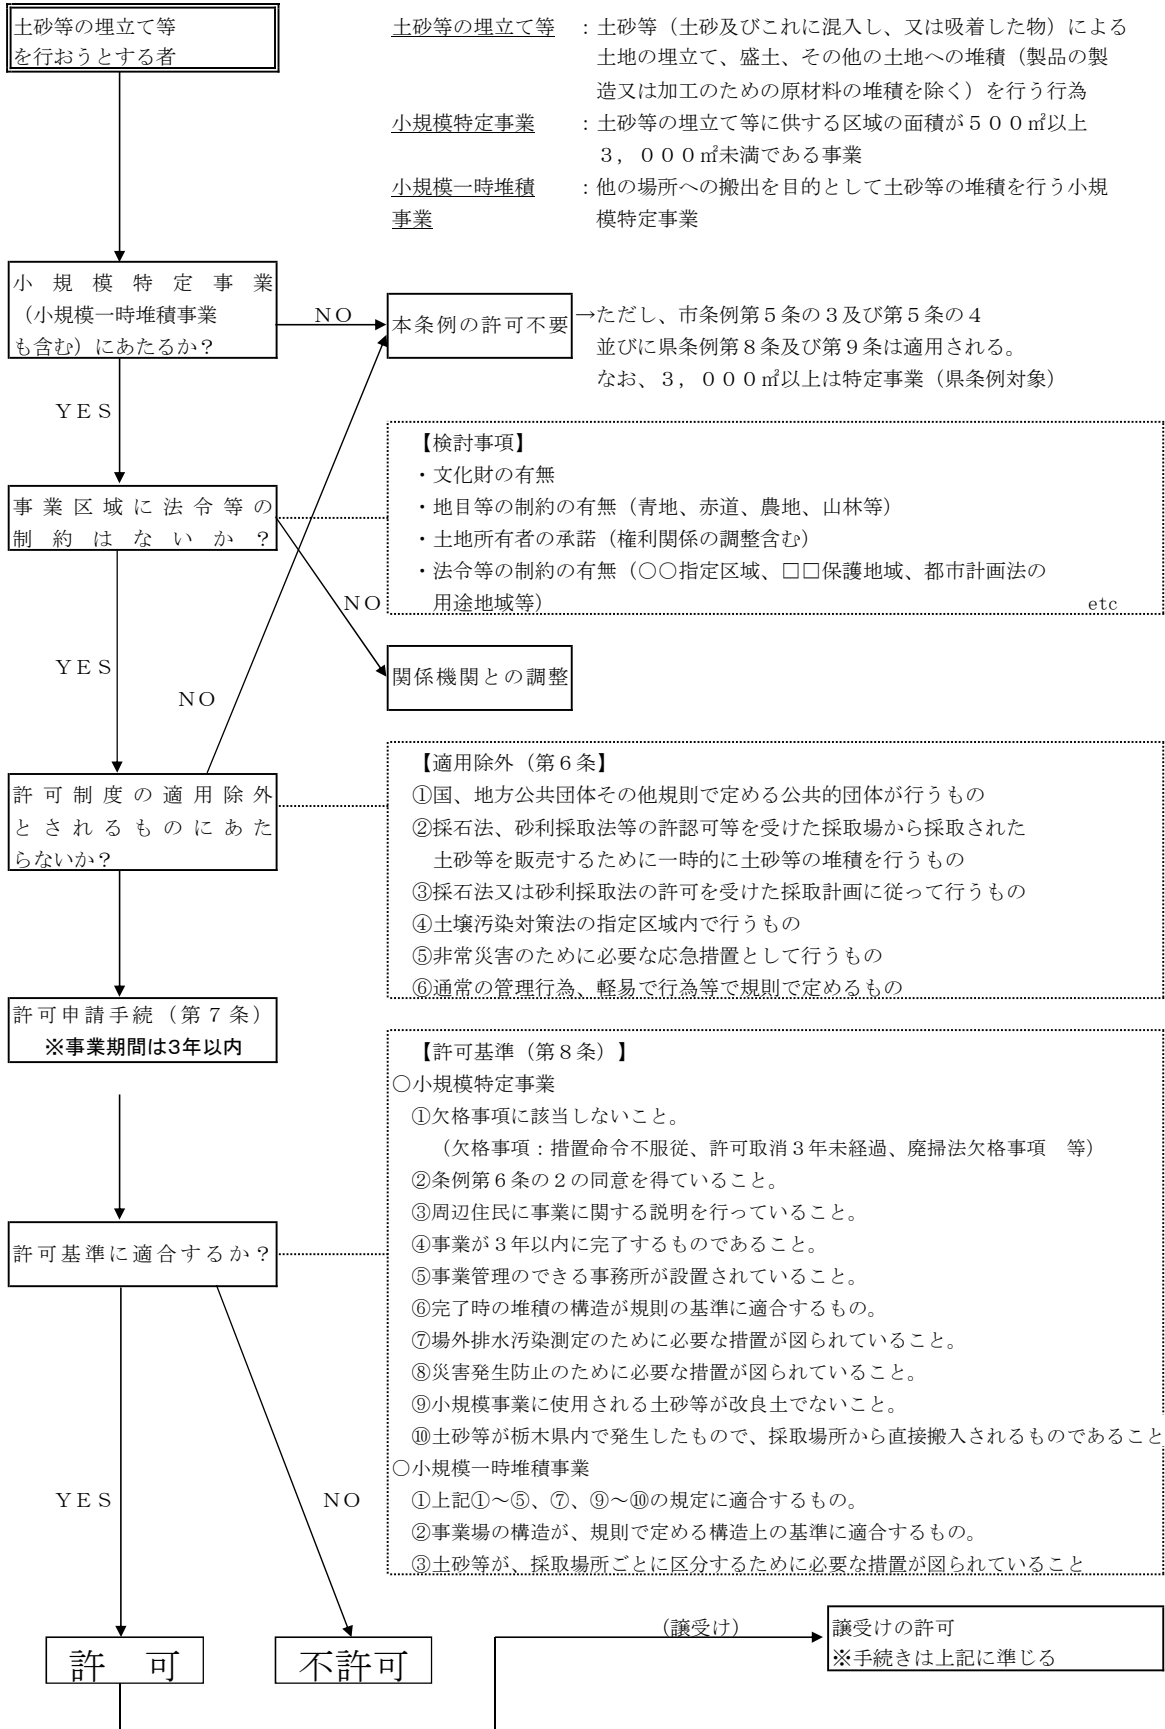 土砂等の埋立て等
を行おうとする者
土砂等の埋立て等 ：土砂等（土砂及びこれに混入し、又は吸着した物）による
土地の埋立て、盛土、その他の土地への堆積（製品の製
造又は加工のための原材料の堆積を除く）を行う行為
小規模特定事業 ：土砂等の埋立て等に供する区域の面積が５００㎡以上
３，０００㎡未満である事業
小規模一時堆積 ：他の場所への搬出を目的として土砂等の堆積を行う小規
事業 模特定事業
小規模特定事業
（小規模一時堆積事業
も含む）にあたるか？
NO
本条例の許可不要
→ただし、市条例第５条の３及び第５条の４
並びに県条例第８条及び第９条は適用される。
なお、３，０００㎡以上は特定事業（県条例対象）
YES
【検討事項】
・文化財の有無
・地目等の制約の有無（青地、赤道、農地、山林等）
・土地所有者の承諾（権利関係の調整含む）
・法令等の制約の有無（○○指定区域、□□保護地域、都市計画法の
用途地域等） etc
事業区域に法令等の
制約はないか？
NO
関係機関との調整
YES
NO
許可制度の適用除外
とされるものにあた
らないか？
【適用除外（第６条】
①国、地方公共団体その他規則で定める公共的団体が行うもの
②採石法、砂利採取法等の許認可等を受けた採取場から採取された
土砂等を販売するために一時的に土砂等の堆積を行うもの
③採石法又は砂利採取法の許可を受けた採取計画に従って行うもの
④土壌汚染対策法の指定区域内で行うもの
⑤非常災害のために必要な応急措置として行うもの
⑥通常の管理行為、軽易で行為等で規則で定めるもの
許可申請手続（第７条）
※事業期間は3年以内
【許可基準（第８条）】
○小規模特定事業
①欠格事項に該当しないこと。
（欠格事項：措置命令不服従、許可取消３年未経過、廃掃法欠格事項　等）
②条例第６条の２の同意を得ていること。
③周辺住民に事業に関する説明を行っていること。
④事業が３年以内に完了するものであること。
⑤事業管理のできる事務所が設置されていること。
⑥完了時の堆積の構造が規則の基準に適合するもの。
⑦場外排水汚染測定のために必要な措置が図られていること。
⑧災害発生防止のために必要な措置が図られていること。
⑨小規模事業に使用される土砂等が改良土でないこと。
⑩土砂等が栃木県内で発生したもので、採取場所から直接搬入されるものであること
○小規模一時堆積事業
①上記①～⑤、⑦、⑨～⑩の規定に適合するもの。
②事業場の構造が、規則で定める構造上の基準に適合するもの。
③土砂等が、採取場所ごとに区分するために必要な措置が図られていること
許可基準に適合するか？
YES
NO
許　可
不許可
（譲受け）
譲受けの許可
※手続きは上記に準じる